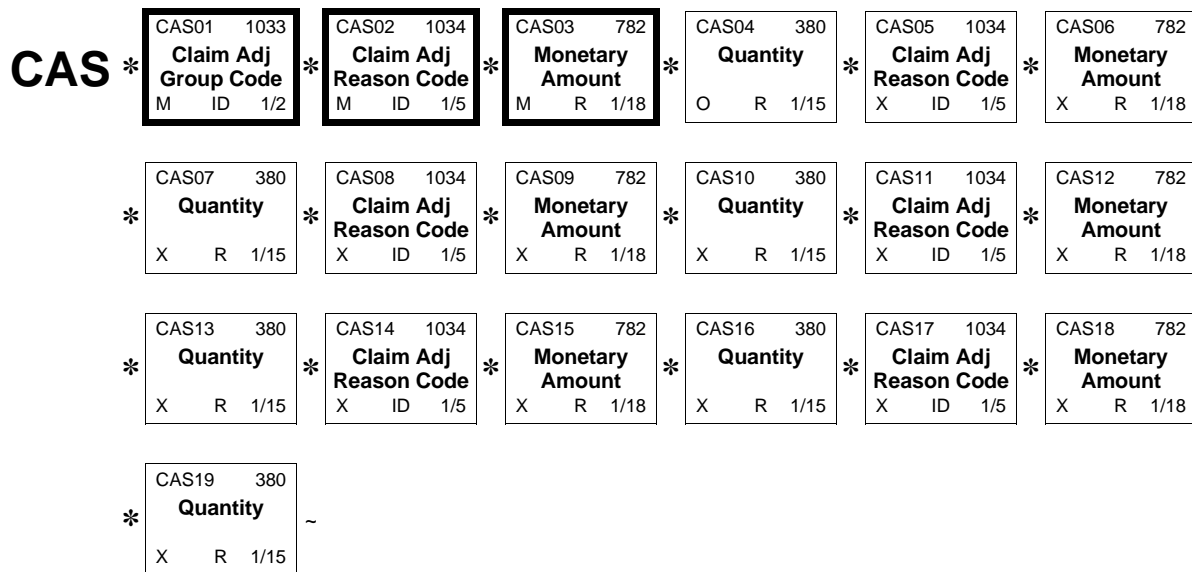 CAS * CAS01 1033 * CAS02 1034 * CAS03 782 * CAS04 380 * CAS05 1034 * CAS06 782
Claim Adj Claim Adj Monetary Quantity Claim Adj Monetary
Group Code Reason Code Amount Reason Code Amount
M ID 1/2 M ID 1/5 M R 1/18 O R 1/15 X ID 1/5 X R 1/18
* CAS07 380 * CAS08 1034 * CAS09 782 * CAS10 380 * CAS11 1034 * CAS12 782
Quantity Claim Adj Monetary Quantity Claim Adj Monetary
Reason Code Amount Reason Code Amount
X R 1/15 X ID 1/5 X R 1/18 X R 1/15 X ID 1/5 X R 1/18
* CAS13 380 * CAS14 1034 * CAS15 782 * CAS16 380 * CAS17 1034 * CAS18 782
Quantity Claim Adj Monetary Quantity Claim Adj Monetary
Reason Code Amount Reason Code Amount
X R 1/15 X ID 1/5 X R 1/18 X R 1/15 X ID 1/5 X R 1/18
* CAS19 380 ~
Quantity
X R 1/15